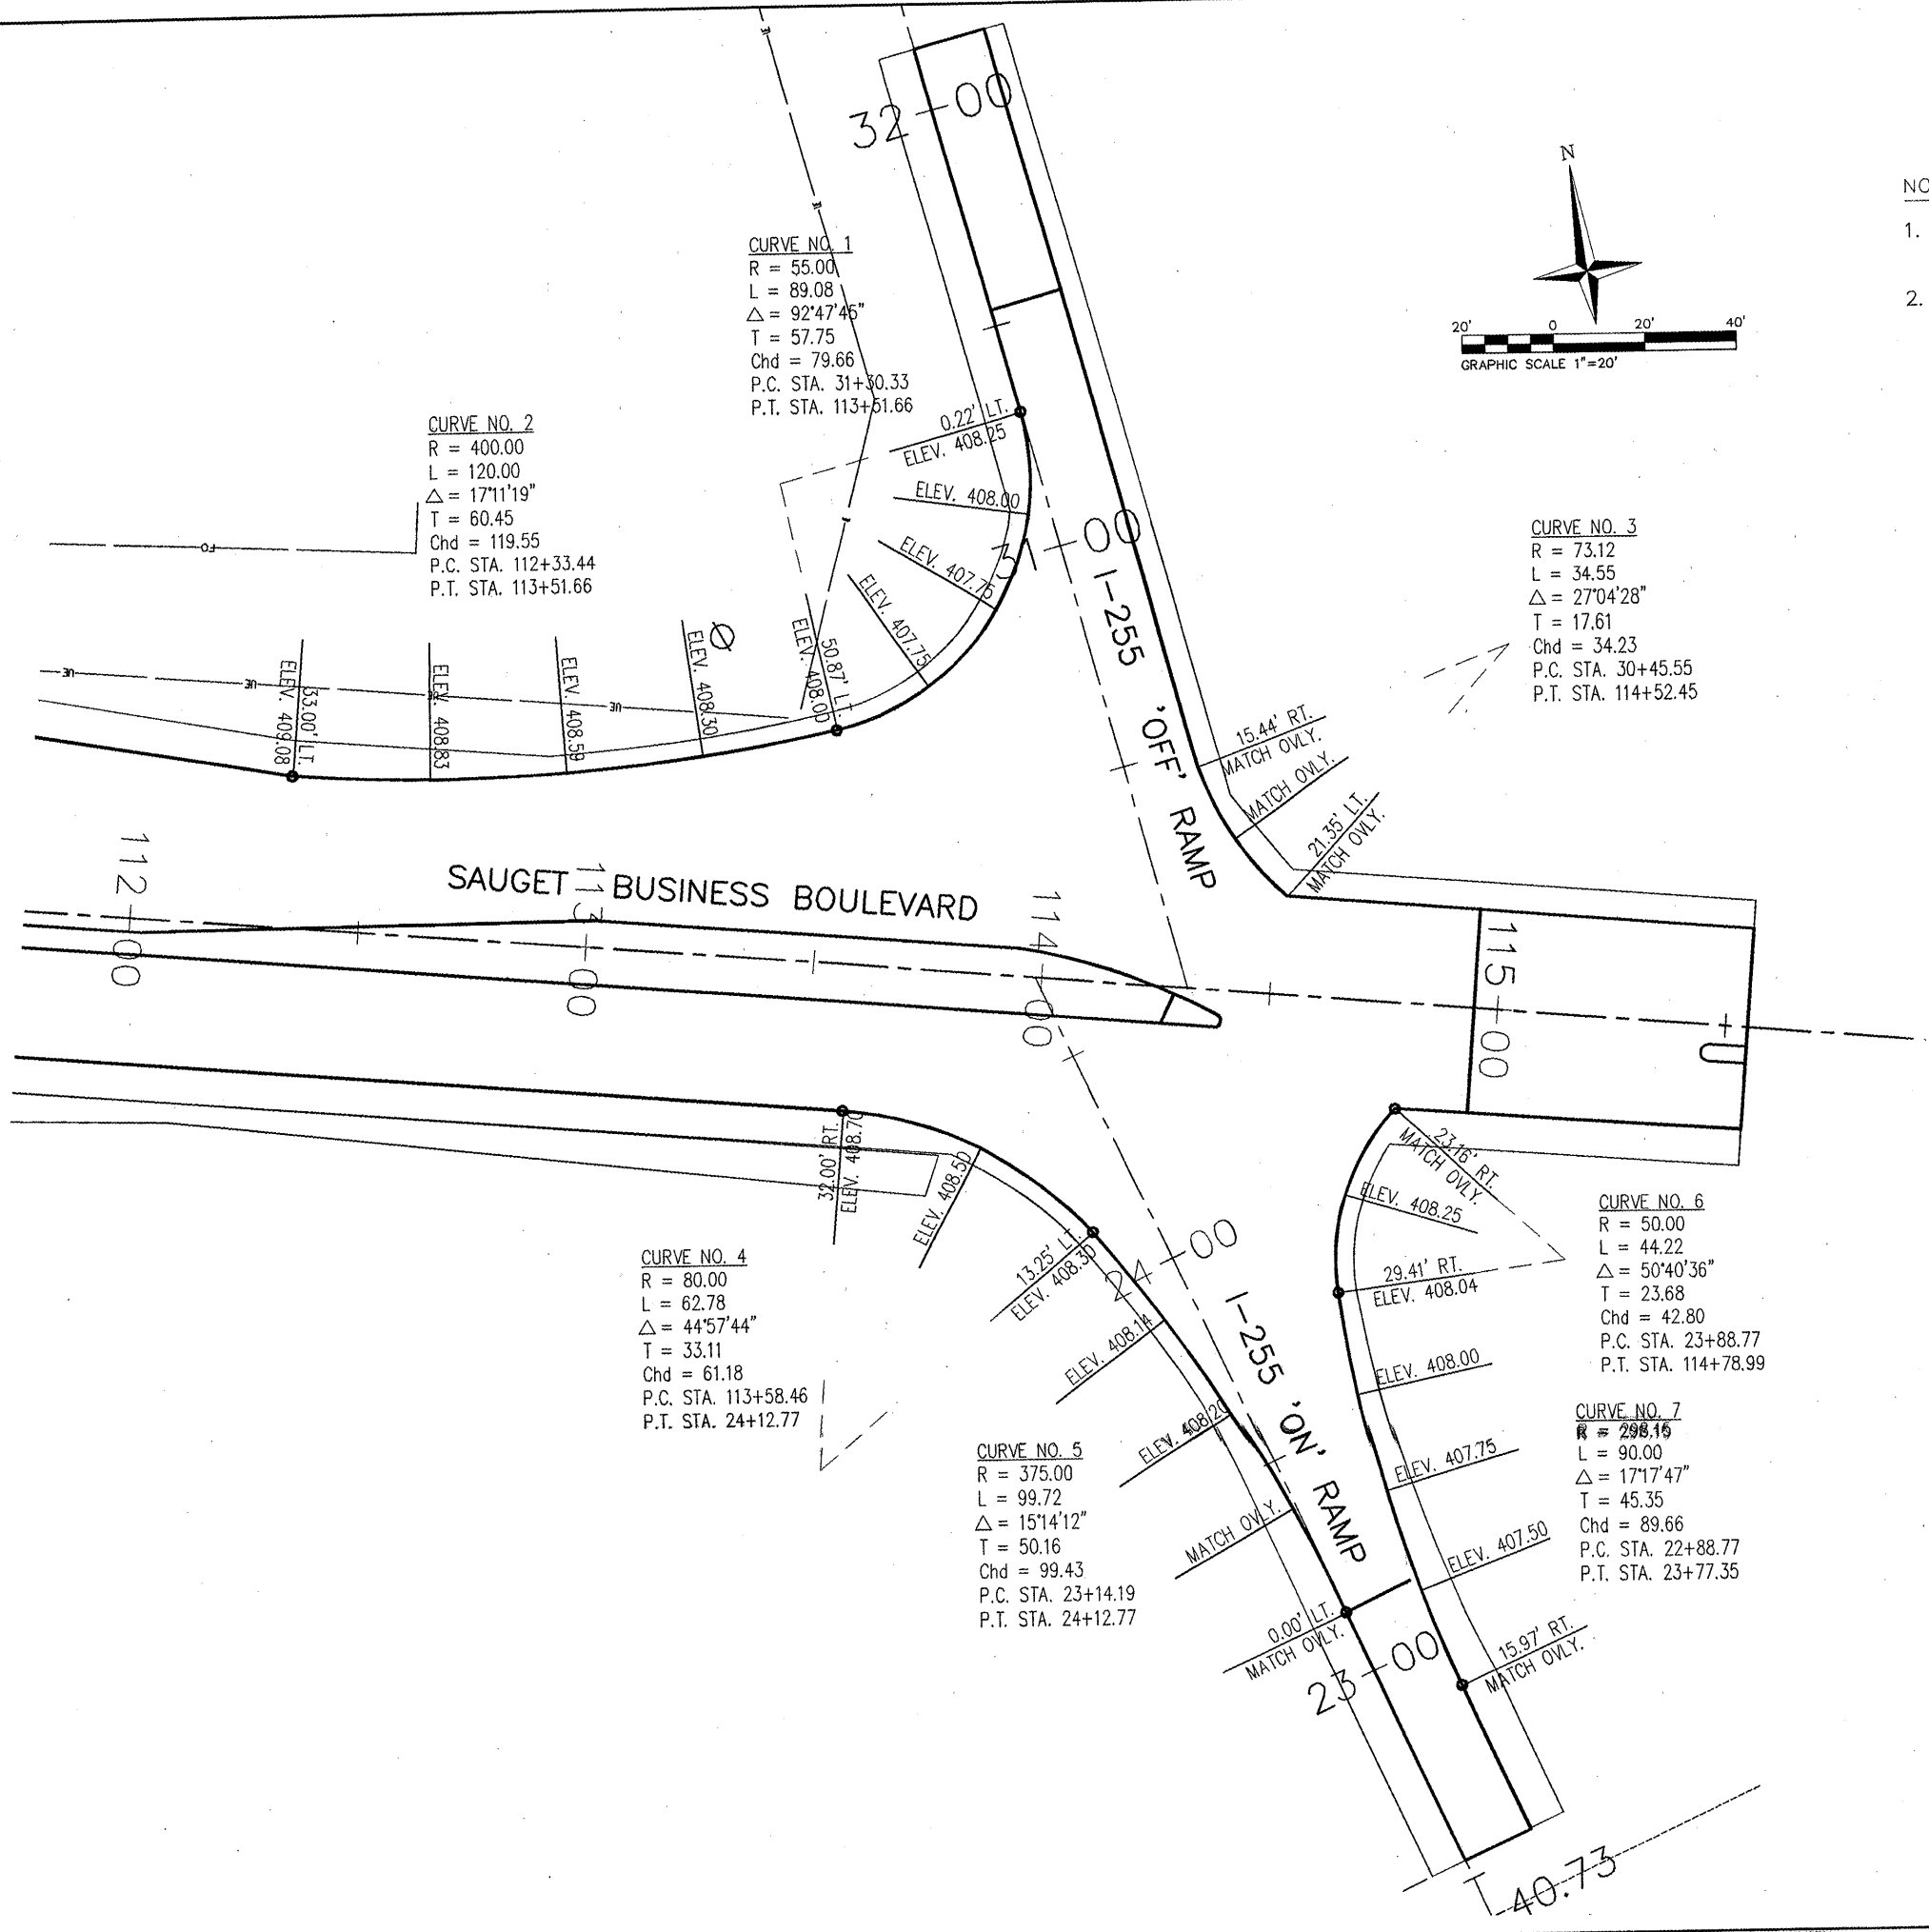 32+00
N
20' 0 20' 40'
GRAPHIC SCALE 1"=20'
NO
1.
2.
CURVE NO. 1
R = 55.00
L = 89.08
△ = 92°47'46"
T = 57.75
Chd = 79.66
P.C. STA. 31+30.33
P.T. STA. 113+51.66
CURVE NO. 2
R = 400.00
L = 120.00
△ = 17°11'19"
T = 60.45
Chd = 119.55
P.C. STA. 112+33.44
P.T. STA. 113+51.66
CURVE NO. 3
R = 73.12
L = 34.55
△ = 27°04'28"
T = 17.61
Chd = 34.23
P.C. STA. 30+45.55
P.T. STA. 114+52.45
0.22' LT.
ELEV. 408.25
ELEV. 408.00
ELEV. 407.75
ELEV. 407.75
50.87' LT.
ELEV. 408.00
ELEV. 408.30
ELEV. 408.59
ELEV. 408.83
33.00' LT.
ELEV. 409.08
FO
UE
UE
UE
UE
31+00
I-255 'OFF' RAMP
15.44' RT.
MATCH OVLY.
MATCH OVLY.
21.35' LT.
MATCH OVLY.
SAUGET BUSINESS BOULEVARD
112+00
113+00
114+00
115+00
32.00' RT.
ELEV. 408.70
ELEV. 408.50
13.25' LT.
ELEV. 408.30
ELEV. 408.14
ELEV. 408.20
MATCH OVLY.
0.00' LT.
MATCH OVLY.
24+00
I-255 'ON' RAMP
23+00
23.16' RT.
MATCH OVLY.
ELEV. 408.25
29.41' RT.
ELEV. 408.04
ELEV. 408.00
ELEV. 407.75
ELEV. 407.50
15.97' RT.
MATCH OVLY.
CURVE NO. 4
R = 80.00
L = 62.78
△ = 44°57'44"
T = 33.11
Chd = 61.18
P.C. STA. 113+58.46
P.T. STA. 24+12.77
CURVE NO. 5
R = 375.00
L = 99.72
△ = 15°14'12"
T = 50.16
Chd = 99.43
P.C. STA. 23+14.19
P.T. STA. 24+12.77
CURVE NO. 6
R = 50.00
L = 44.22
△ = 50°40'36"
T = 23.68
Chd = 42.80
P.C. STA. 23+88.77
P.T. STA. 114+78.99
CURVE NO. 7
R =
L = 90.00
△ = 17°17'47"
T = 45.35
Chd = 89.66
P.C. STA. 22+88.77
P.T. STA. 23+77.35
40.73